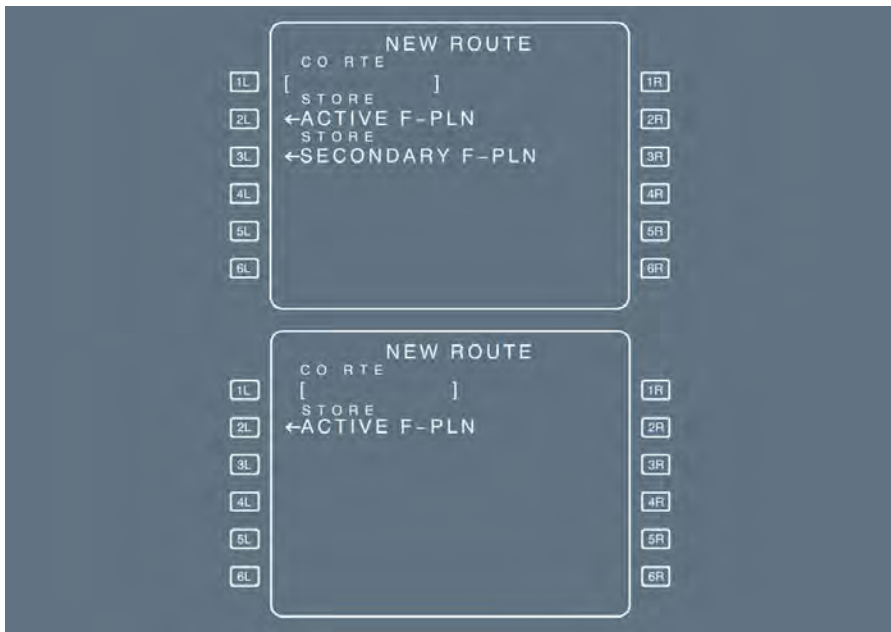 NEW ROUTE
CO RTE
1L [ ] 1R
STORE
2L ←ACTIVE F-PLN 2R
STORE
3L ←SECONDARY F-PLN 3R
4L 4R
5L 5R
6L 6R
NEW ROUTE
CO RTE
1L [ ] 1R
STORE
2L ←ACTIVE F-PLN 2R
3L 3R
4L 4R
5L 5R
6L 6R